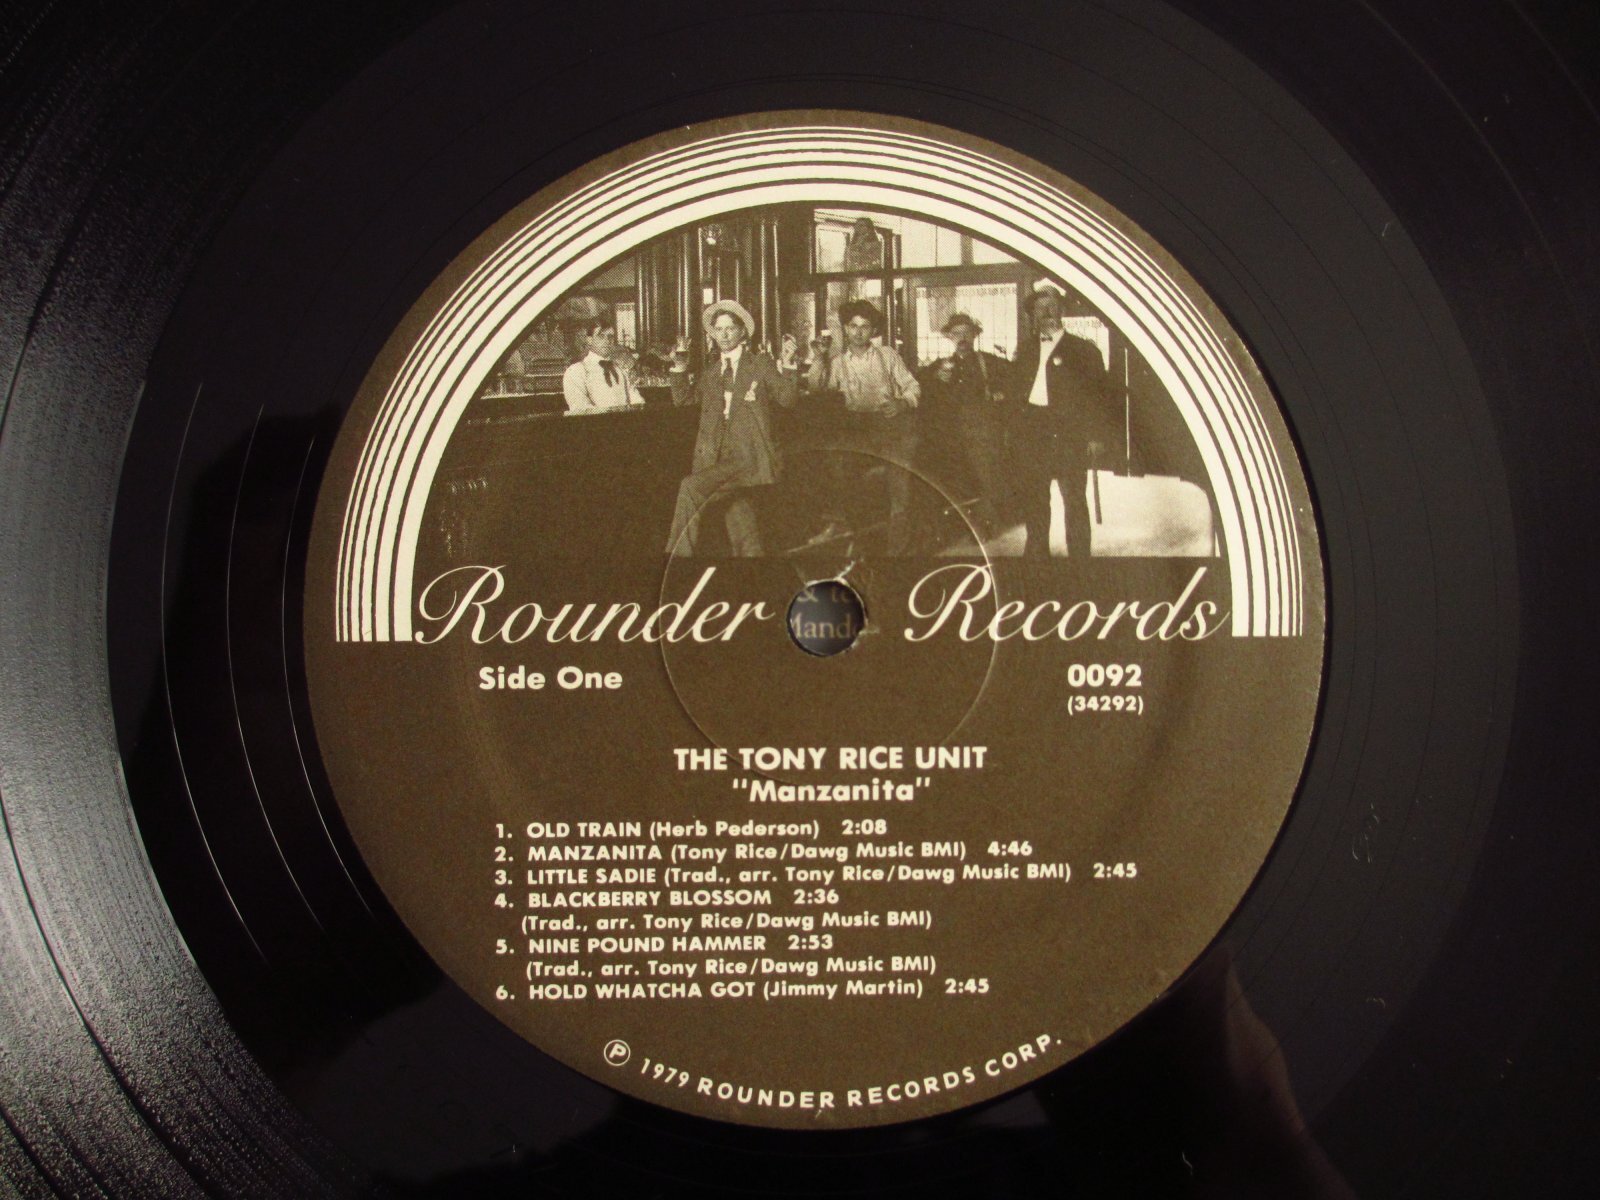 Rounder Records
Side One
0092
(34292)
THE TONY RICE UNIT
"Manzanita"
1. OLD TRAIN (Herb Pederson) 2:08
2. MANZANITA (Tony Rice/Dawg Music BMI) 4:46
3. LITTLE SADIE (Trad., arr. Tony Rice/Dawg Music BMI) 2:45
4. BLACKBERRY BLOSSOM 2:36
(Trad., arr. Tony Rice/Dawg Music BMI)
5. NINE POUND HAMMER 2:53
(Trad., arr. Tony Rice/Dawg Music BMI)
6. HOLD WHATCHA GOT (Jimmy Martin) 2:45
℗ 1979 ROUNDER RECORDS CORP.